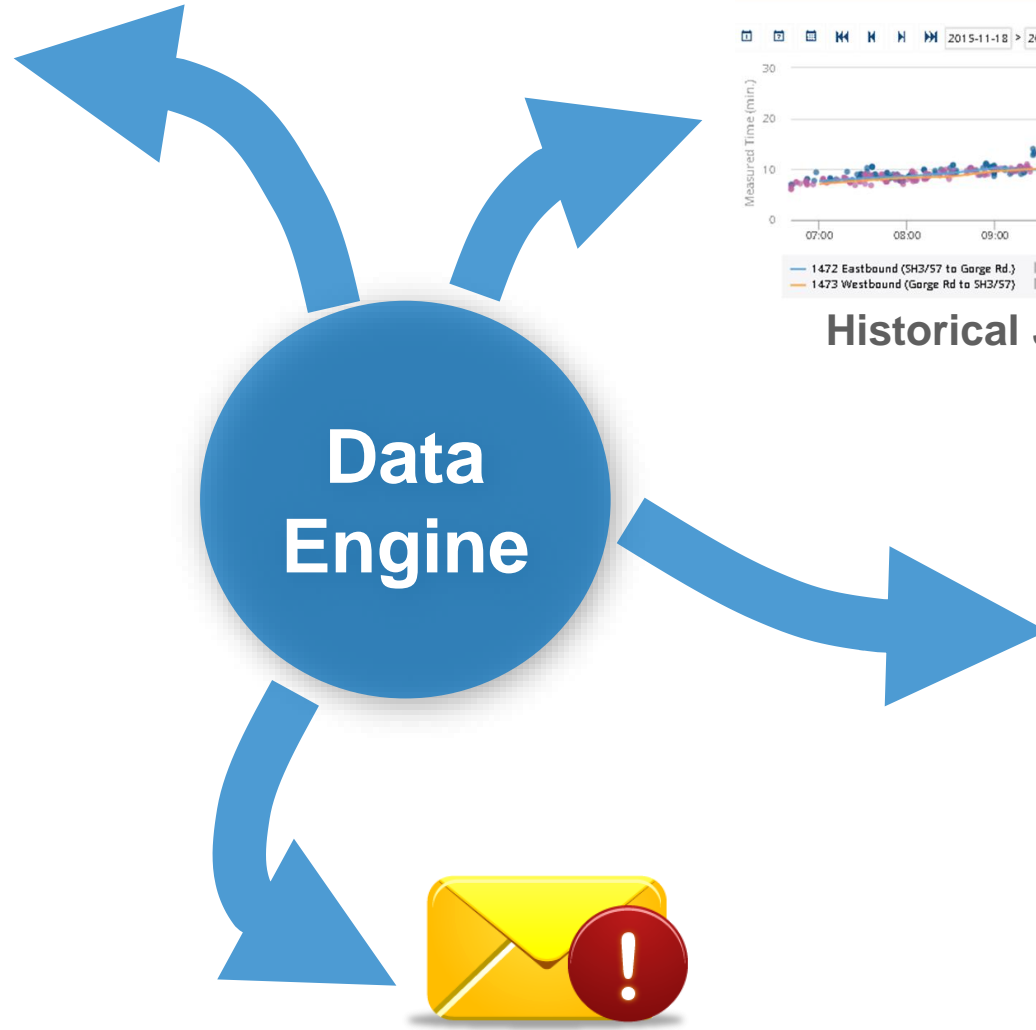 2015-11-18 >
Measured Time (min.)
30
20
10
0
07:00 08:00 09:00
1472 Eastbound (SH3/57 to Gorge Rd.)
1473 Westbound (Gorge Rd to SH3/57)
Historical
Data
Engine
!